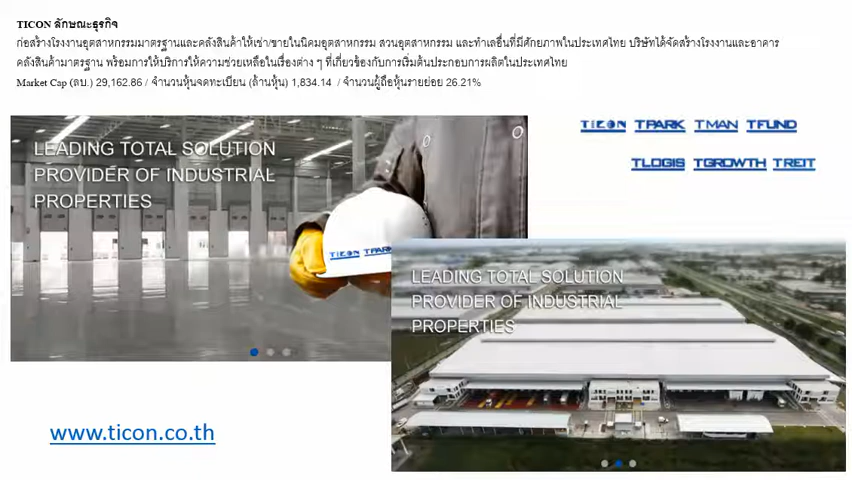 TICON ลักษณะธุรกิจ
ก่อสร้างโรงงานอุตสาหกรรมมาตรฐานและคลังสินค้าให้เช่า/ขายในนิคมอุตสาหกรรม สวนอุตสาหกรรม และทำเลอื่นที่มีศักยภาพในประเทศไทย บริษัทได้จัดสร้างโรงงานและอาคาร
คลังสินค้ามาตรฐาน พร้อมการให้บริการให้ความช่วยเหลือในเรื่องต่าง ๆ ที่เกี่ยวข้องกับการเริ่มต้นประกอบการผลิตในประเทศไทย
Market Cap (ลบ.) 29,162.86 / จำนวนหุ้นจดทะเบียน (ล้านหุ้น) 1,834.14 / จำนวนผู้ถือหุ้นรายย่อย 26.21%
TICON TPARK TMAN TFUND
TLOGIS TGROWTH TREIT
LEADING TOTAL SOLUTION
PROVIDER OF INDUSTRIAL
PROPERTIES
TICON TPARK
LEADING TOTAL SOLUTION
PROVIDER OF INDUSTRIAL
PROPERTIES
www.ticon.co.th